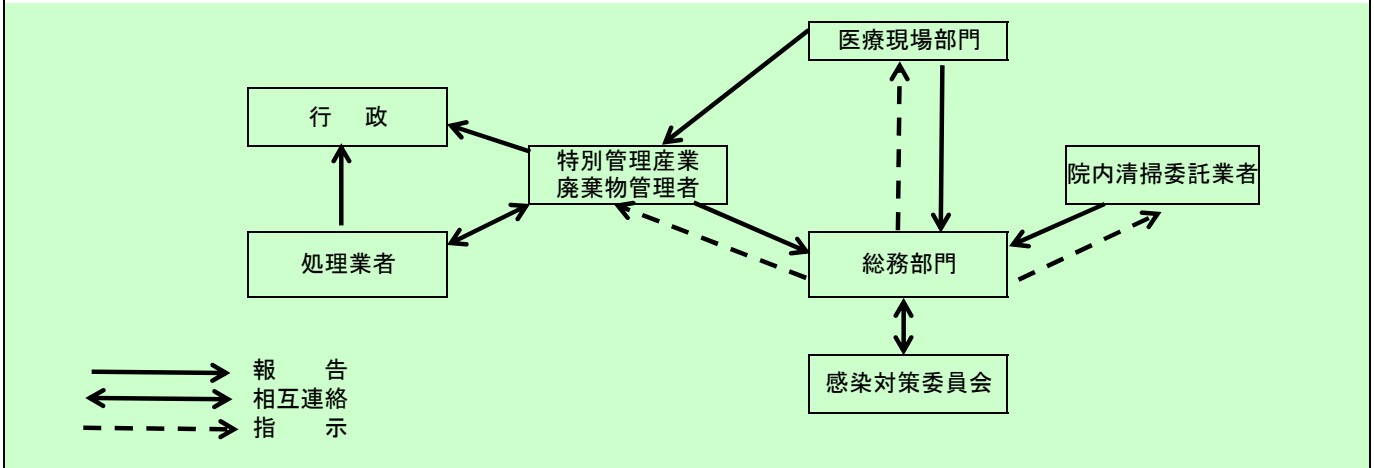 医療現場部門
行　政
特別管理産業
廃棄物管理者
院内清掃委託業者
処理業者
総務部門
感染対策委員会
報　告
相互連絡
指　示